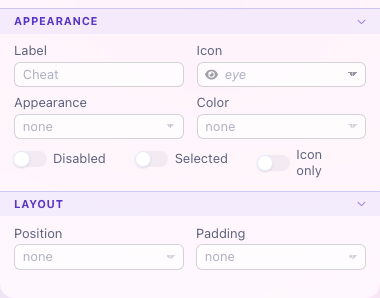 APPEARANCE
Label Icon
Cheat eye
Appearance Color
none none
Disabled Selected Icon
only
LAYOUT
Position Padding
none none